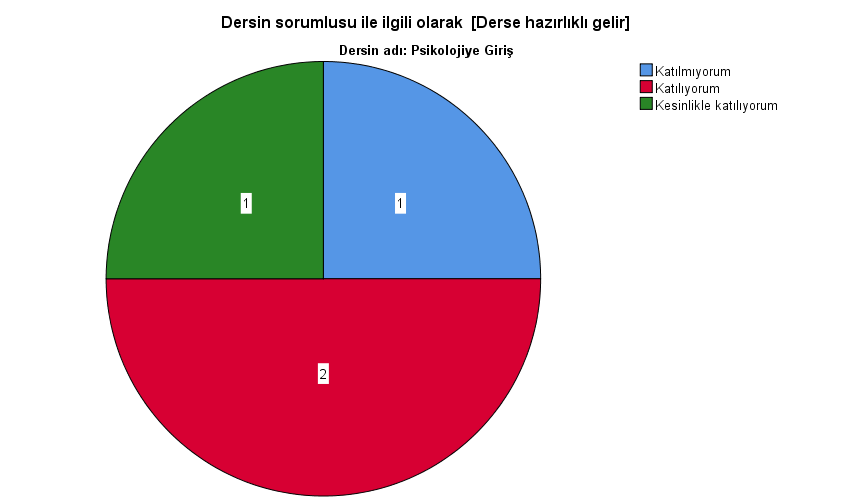 Dersin sorumlusu ile ilgili olarak [Derse hazırlıklı gelir]
Dersin adı: Psikolojiye Giriş
Katılmıyorum
Katılıyorum
Kesinlikle katılıyorum
1
1
2